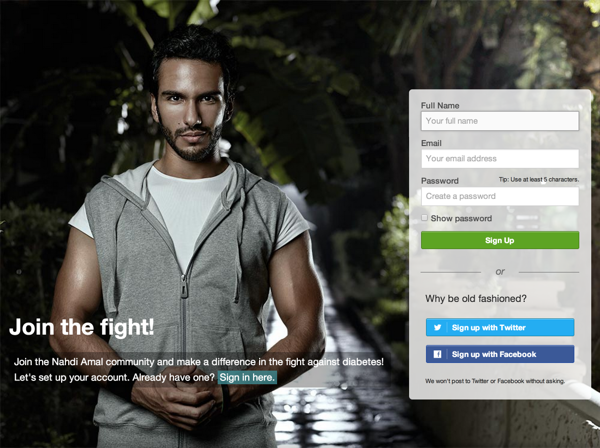 Full Name
Your full name
Email
Your email address
Password
Tip: Use at least 5 characters.
Create a password
Show password
Sign Up
or
Why be old fashioned?
Sign up with Twitter
Sign up with Facebook
We won't post to Twitter or Facebook without asking.
Join the fight!
Join the Nahdi Amal community and make a difference in the fight against diabetes!
Let's set up your account. Already have one? Sign in here.